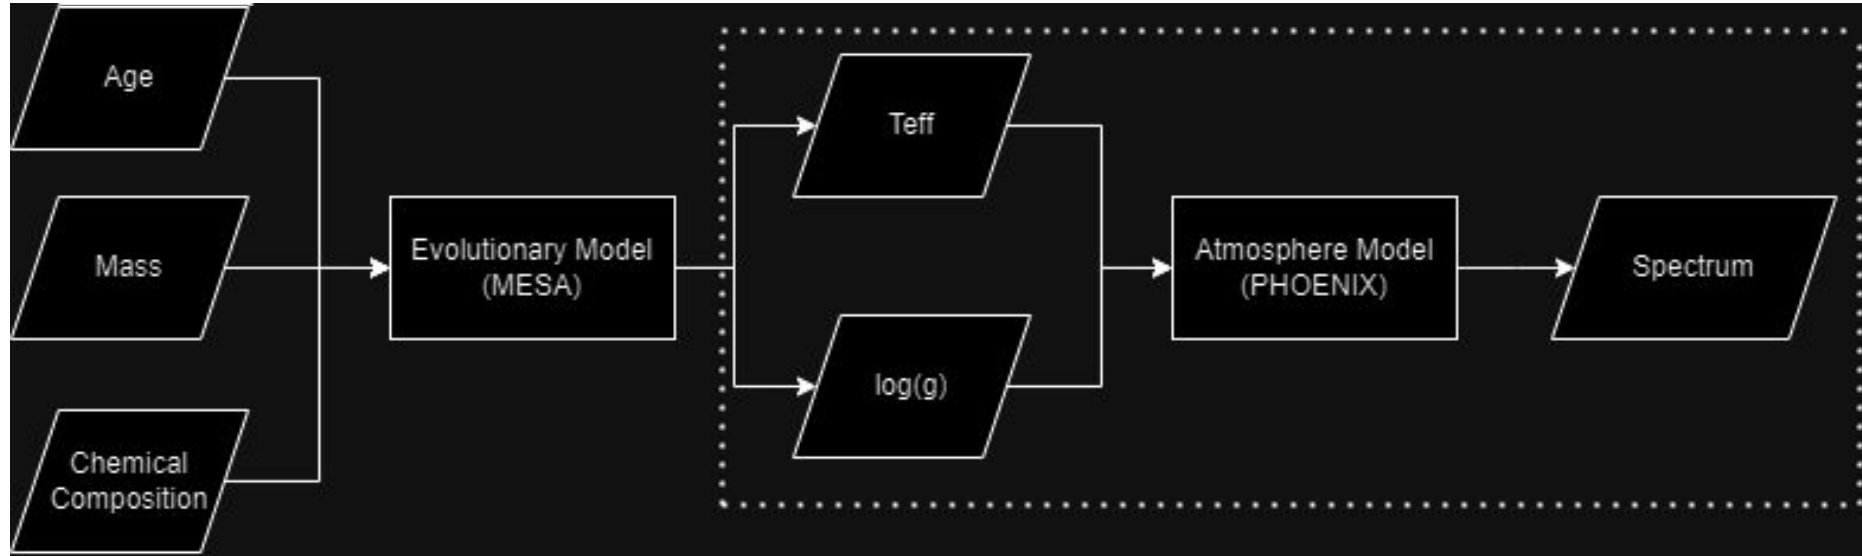 Age
Mass
Chemical
Composition
Evolutionary Model
(MESA)
Teff
log(g)
Atmosphere Model
(PHOENIX)
Spectrum